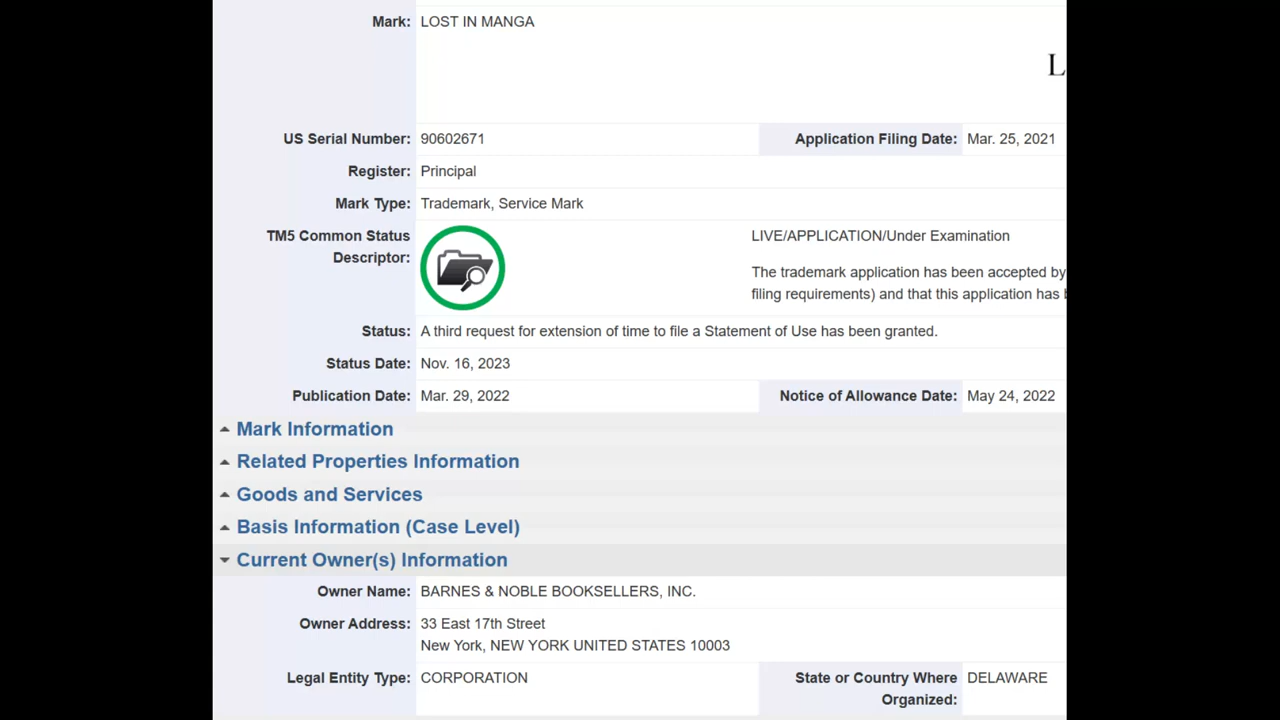 Mark: LOST IN MANGA
L
US Serial Number: 90602671 Application Filing Date: Mar. 25, 2021
Register: Principal
Mark Type: Trademark, Service Mark
TM5 Common Status Descriptor: LIVE/APPLICATION/Under Examination
The trademark application has been accepted by
filing requirements) and that this application has
Status: A third request for extension of time to file a Statement of Use has been granted.
Status Date: Nov. 16, 2023
Publication Date: Mar. 29, 2022 Notice of Allowance Date: May 24, 2022
Mark Information
Related Properties Information
Goods and Services
Basis Information (Case Level)
Current Owner(s) Information
Owner Name: BARNES & NOBLE BOOKSELLERS, INC.
Owner Address: 33 East 17th Street
New York, NEW YORK UNITED STATES 10003
Legal Entity Type: CORPORATION State or Country Where Organized: DELAWARE